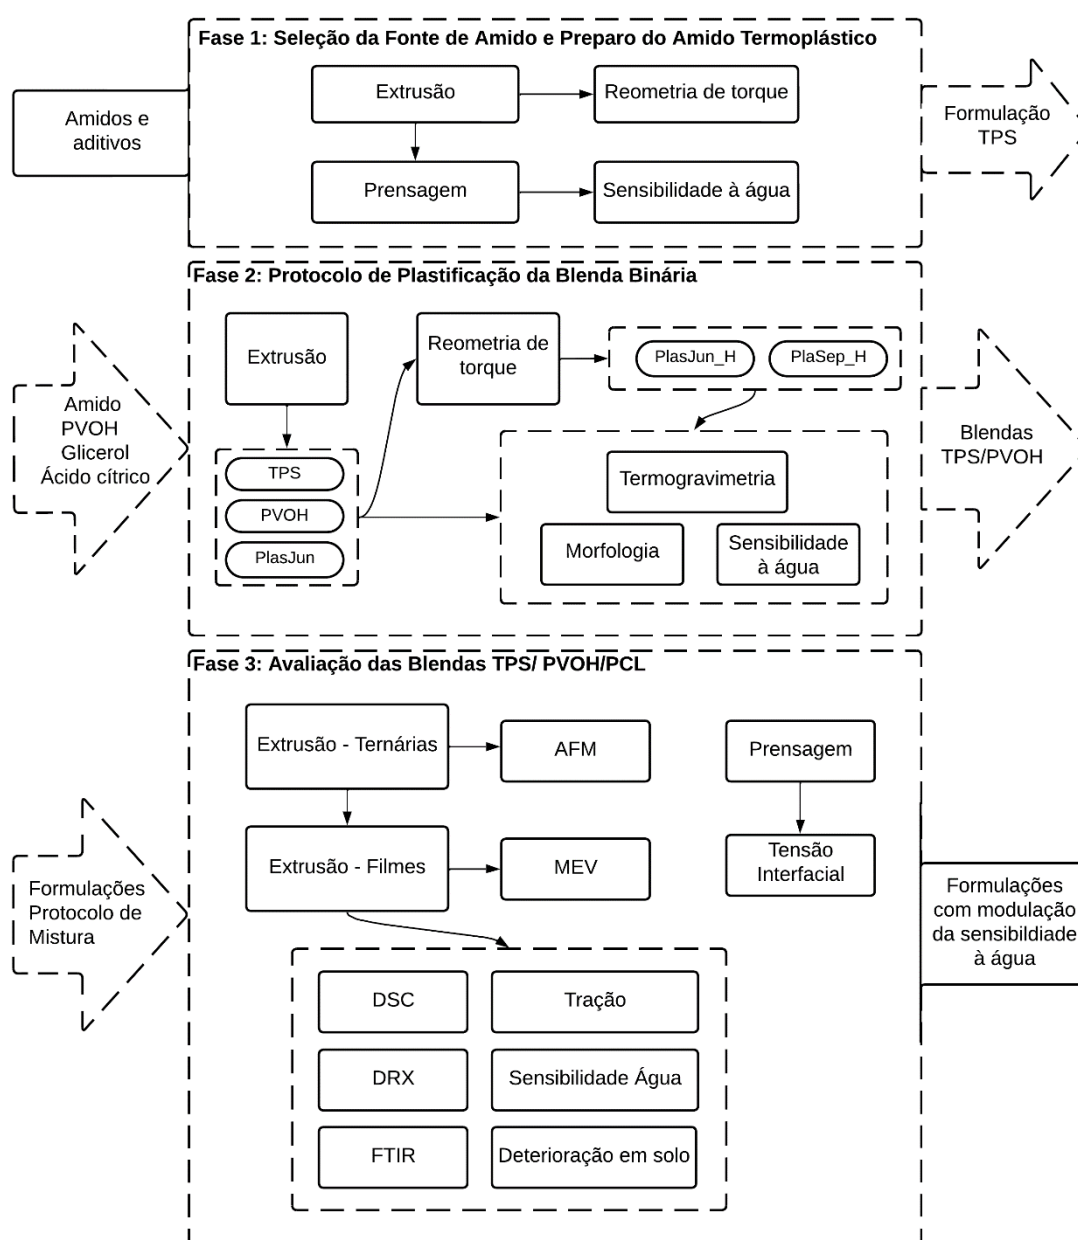 Fase 1: Seleção da Fonte de Amido e Preparo do Amido Termoplástico
Amidos e
aditivos
Extrusão
Reometria de torque
Prensagem
Sensibilidade à água
Formulação
TPS
Fase 2: Protocolo de Plastificação da Blenda Binária
Amido
PVOH
Glicerol
Ácido cítrico
Extrusão
TPS
PVOH
PlasJun
Reometria de
torque
PlasJun_H
PlaSep_H
Termogravimetria
Morfologia
Sensibilidade
à água
Blendas
TPS/PVOH
Fase 3: Avaliação das Blendas TPS/ PVOH/PCL
Formulações
Protocolo de
Mistura
Extrusão - Ternárias
AFM
Prensagem
Extrusão - Filmes
MEV
Tensão
Interfacial
DSC
Tração
DRX
Sensibilidade Água
FTIR
Deterioração em solo
Formulações
com modulação
da sensibildiade
à água